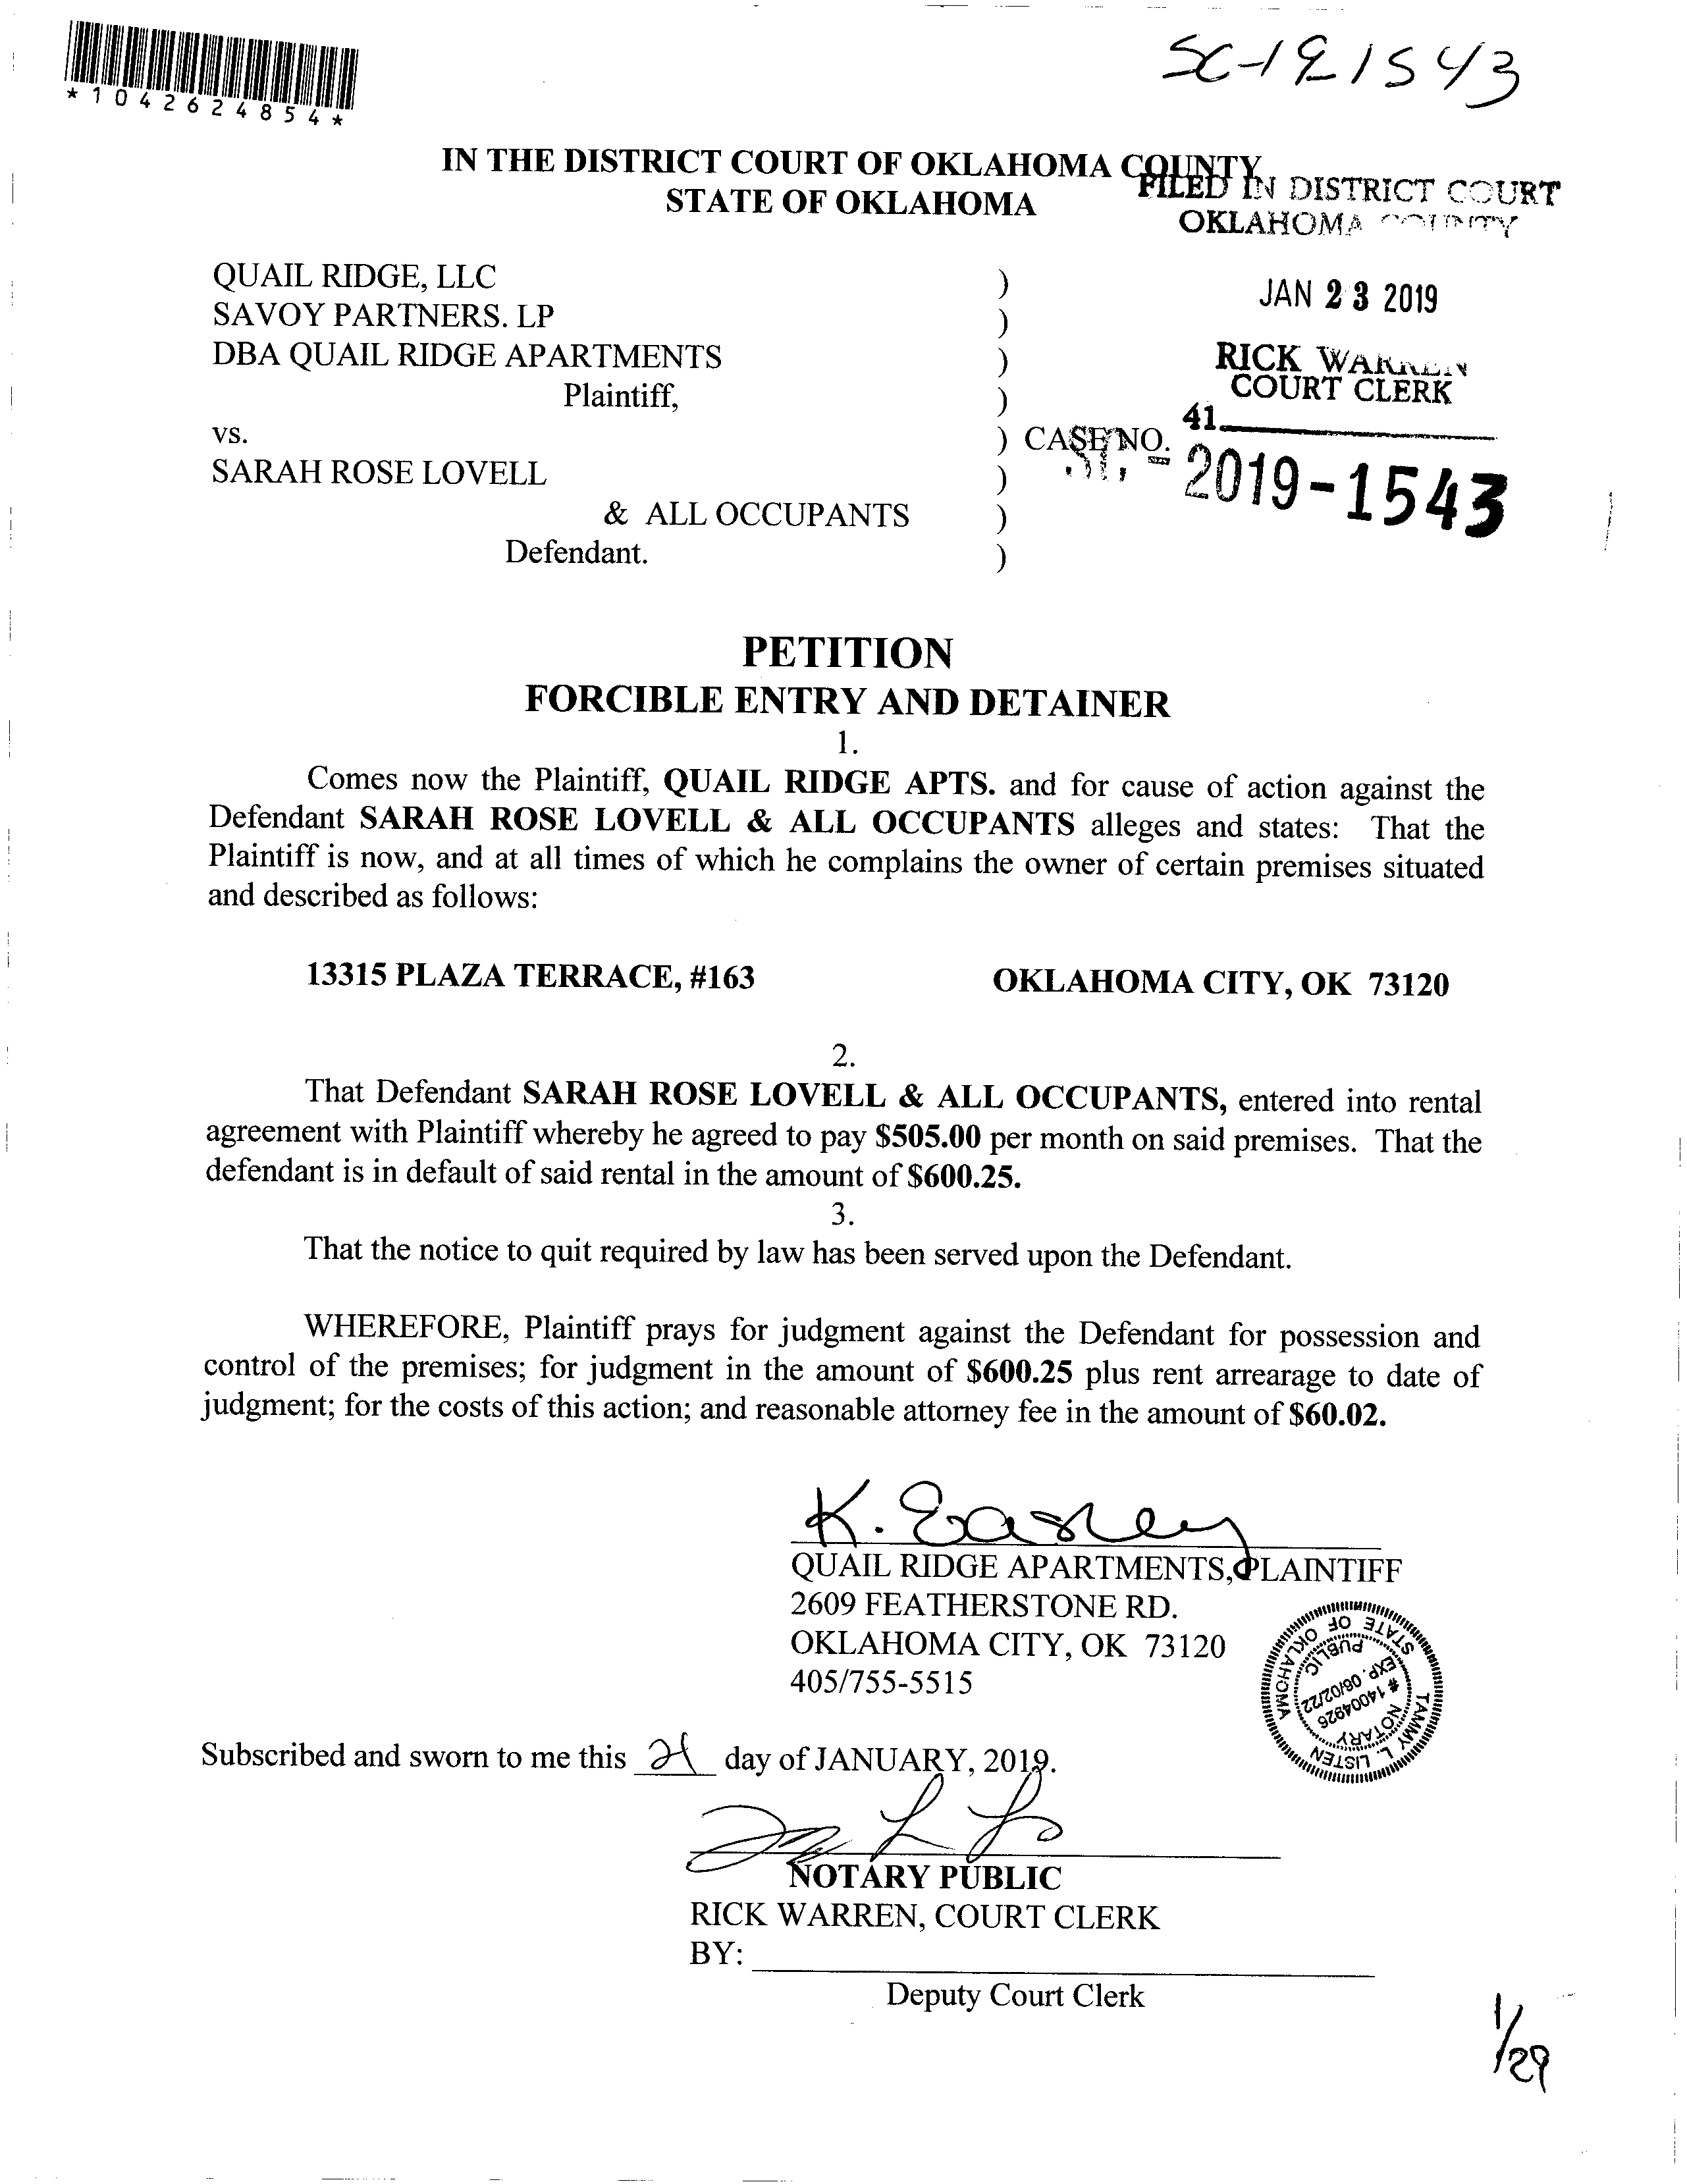 *1042624854*
SC-19 1543
IN THE DISTRICT COURT OF OKLAHOMA COUNTY
STATE OF OKLAHOMA
FILED IN DISTRICT COURT
OKLAHOMA COUNTY
QUAIL RIDGE, LLC )
JAN 23 2019
SAVOY PARTNERS. LP )
DBA QUAIL RIDGE APARTMENTS )
RICK WARREN
COURT CLERK
Plaintiff, )
41
vs. ) CASE NO.
- 2019-1543
SARAH ROSE LOVELL )
& ALL OCCUPANTS )
Defendant. )
PETITION
FORCIBLE ENTRY AND DETAINER
1.
Comes now the Plaintiff, QUAIL RIDGE APTS. and for cause of action against the
Defendant SARAH ROSE LOVELL & ALL OCCUPANTS alleges and states: That the
Plaintiff is now, and at all times of which he complains the owner of certain premises situated
and described as follows:
13315 PLAZA TERRACE, #163 OKLAHOMA CITY, OK 73120
2.
That Defendant SARAH ROSE LOVELL & ALL OCCUPANTS, entered into rental
agreement with Plaintiff whereby he agreed to pay $505.00 per month on said premises. That the
defendant is in default of said rental in the amount of $600.25.
3.
That the notice to quit required by law has been served upon the Defendant.
WHEREFORE, Plaintiff prays for judgment against the Defendant for possession and
control of the premises; for judgment in the amount of $600.25 plus rent arrearage to date of
judgment; for the costs of this action; and reasonable attorney fee in the amount of $60.02.
K. Easley
QUAIL RIDGE APARTMENTS, PLAINTIFF
2609 FEATHERSTONE RD.
OKLAHOMA CITY, OK 73120
405/755-5515
TAMMY L. LISTEN
STATE OF OKLAHOMA
NOTARY
# 14004926
EXP. 06/02/22
PUBLIC
Subscribed and sworn to me this 21 day of JANUARY, 2019.
NOTARY PUBLIC
RICK WARREN, COURT CLERK
BY:
Deputy Court Clerk
1/29